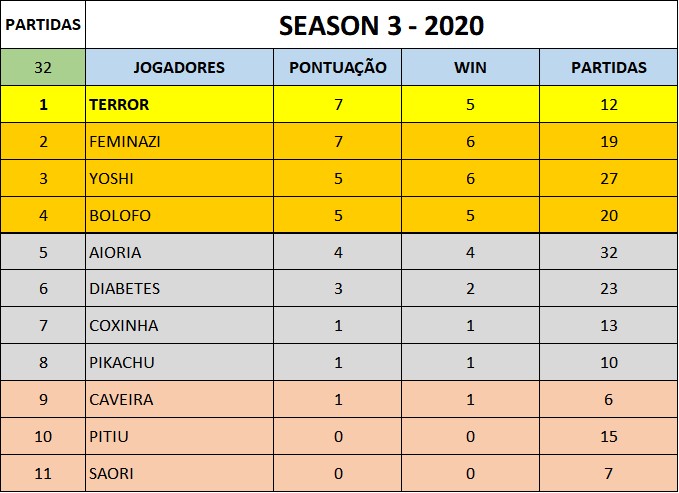 PARTIDAS SEASON 3 - 2020
32 JOGADORES PONTUAÇÃO WIN PARTIDAS
1 TERROR 7 5 12
2 FEMINAZI 7 6 19
3 YOSHI 5 6 27
4 BOLOFO 5 5 20
5 AIORIA 4 4 32
6 DIABETES 3 2 23
7 COXINHA 1 1 13
8 PIKACHU 1 1 10
9 CAVEIRA 1 1 6
10 PITIU 0 0 15
11 SAORI 0 0 7